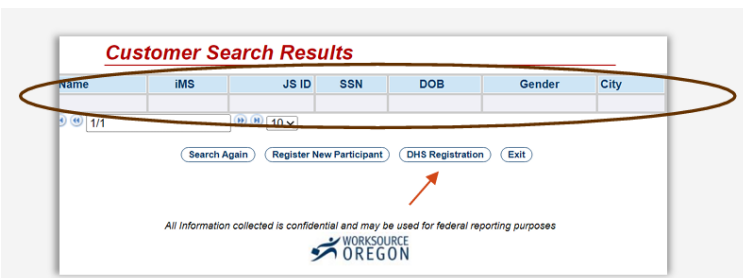 Customer Search Results
Name iMS JS ID SSN DOB Gender City
1/1 10
Search Again Register New Participant DHS Registration Exit
All Information collected is confidential and may be used for federal reporting purposes
WORKSOURCE
OREGON